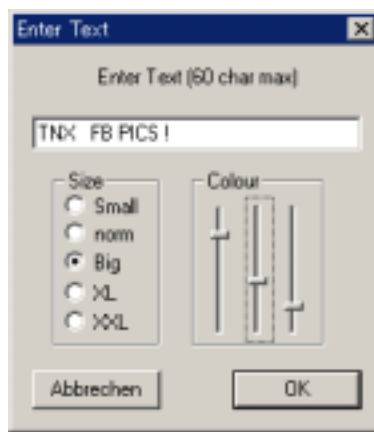 Enter Text
Enter Text (60 char max)
TNX FB PICS !
Size
Small
norm
Big
XL
XXL
Colour
Abbrechen
OK